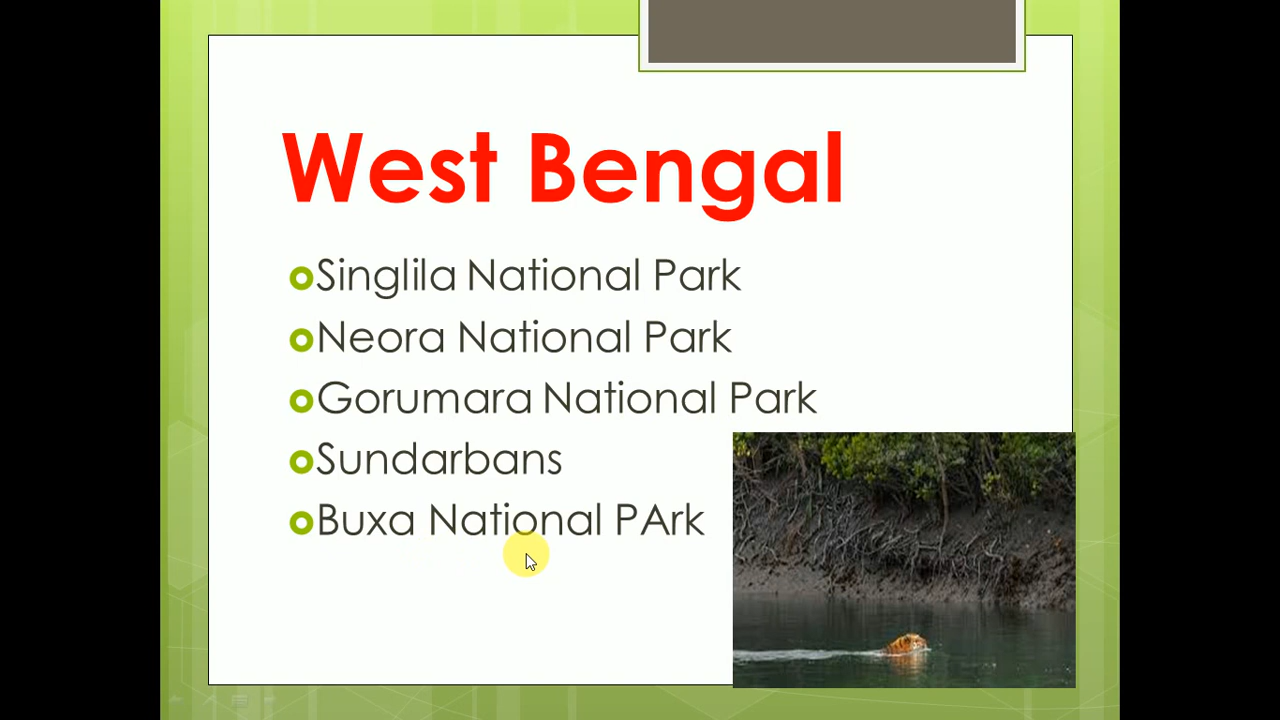 West Bengal
Singlila National Park
Neora National Park
Gorumara National Park
Sundarbans
Buxa National PArk